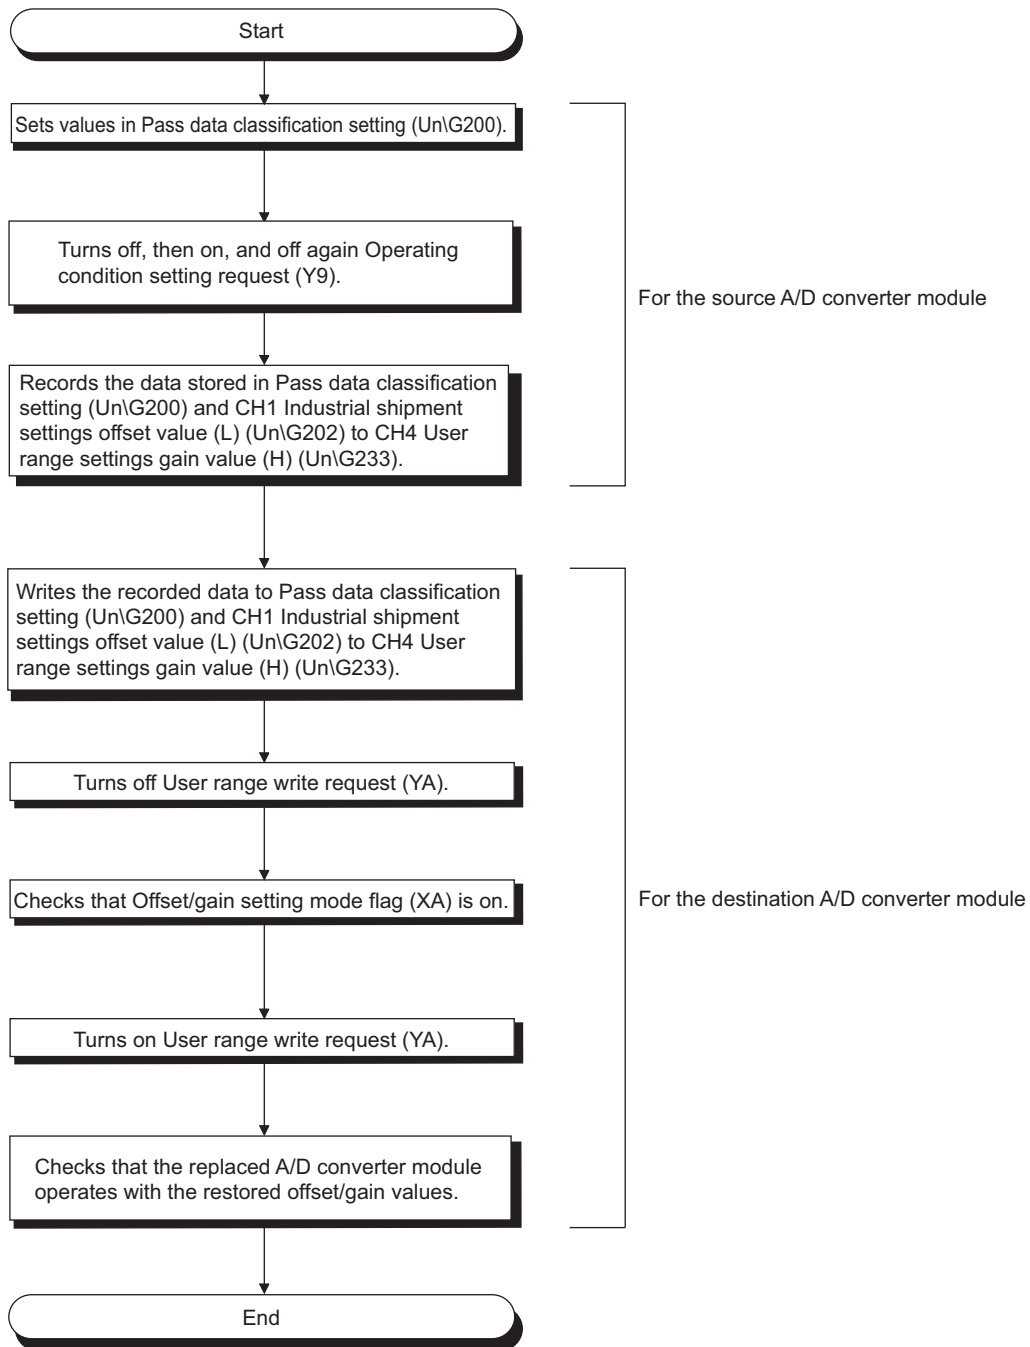 Start
Sets values in Pass data classification setting (Un\G200).
Turns off, then on, and off again Operating
condition setting request (Y9).
For the source A/D converter module
Records the data stored in Pass data classification
setting (Un\G200) and CH1 Industrial shipment
settings offset value (L) (Un\G202) to CH4 User
range settings gain value (H) (Un\G233).
Writes the recorded data to Pass data classification
setting (Un\G200) and CH1 Industrial shipment
settings offset value (L) (Un\G202) to CH4 User
range settings gain value (H) (Un\G233).
Turns off User range write request (YA).
Checks that Offset/gain setting mode flag (XA) is on.
For the destination A/D converter module
Turns on User range write request (YA).
Checks that the replaced A/D converter module
operates with the restored offset/gain values.
End